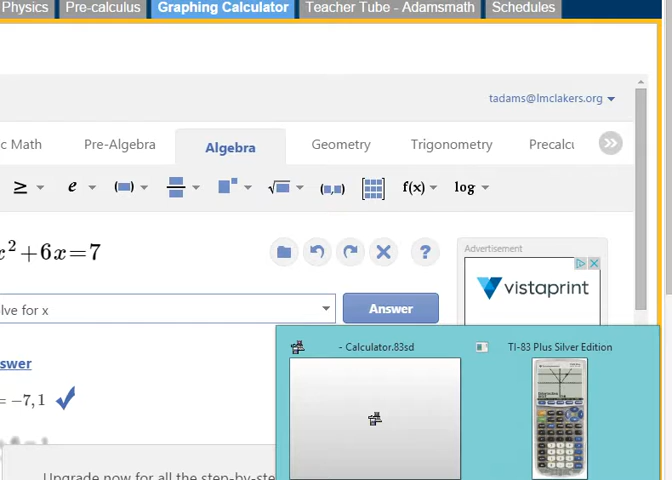 Physics Pre-calculus Graphing Calculator Teacher Tube - Adamsmath Schedules
tadams@lmclakers.org
c Math Pre-Algebra Algebra Geometry Trigonometry Precalcu
≥ e f(x) log
x²+6x=7
?
Advertisement
vistaprint
lve for x Answer
- Calculator.83sd TI-83 Plus Silver Edition
swer
= −7,1
Upgrade now for all the step-by-ste